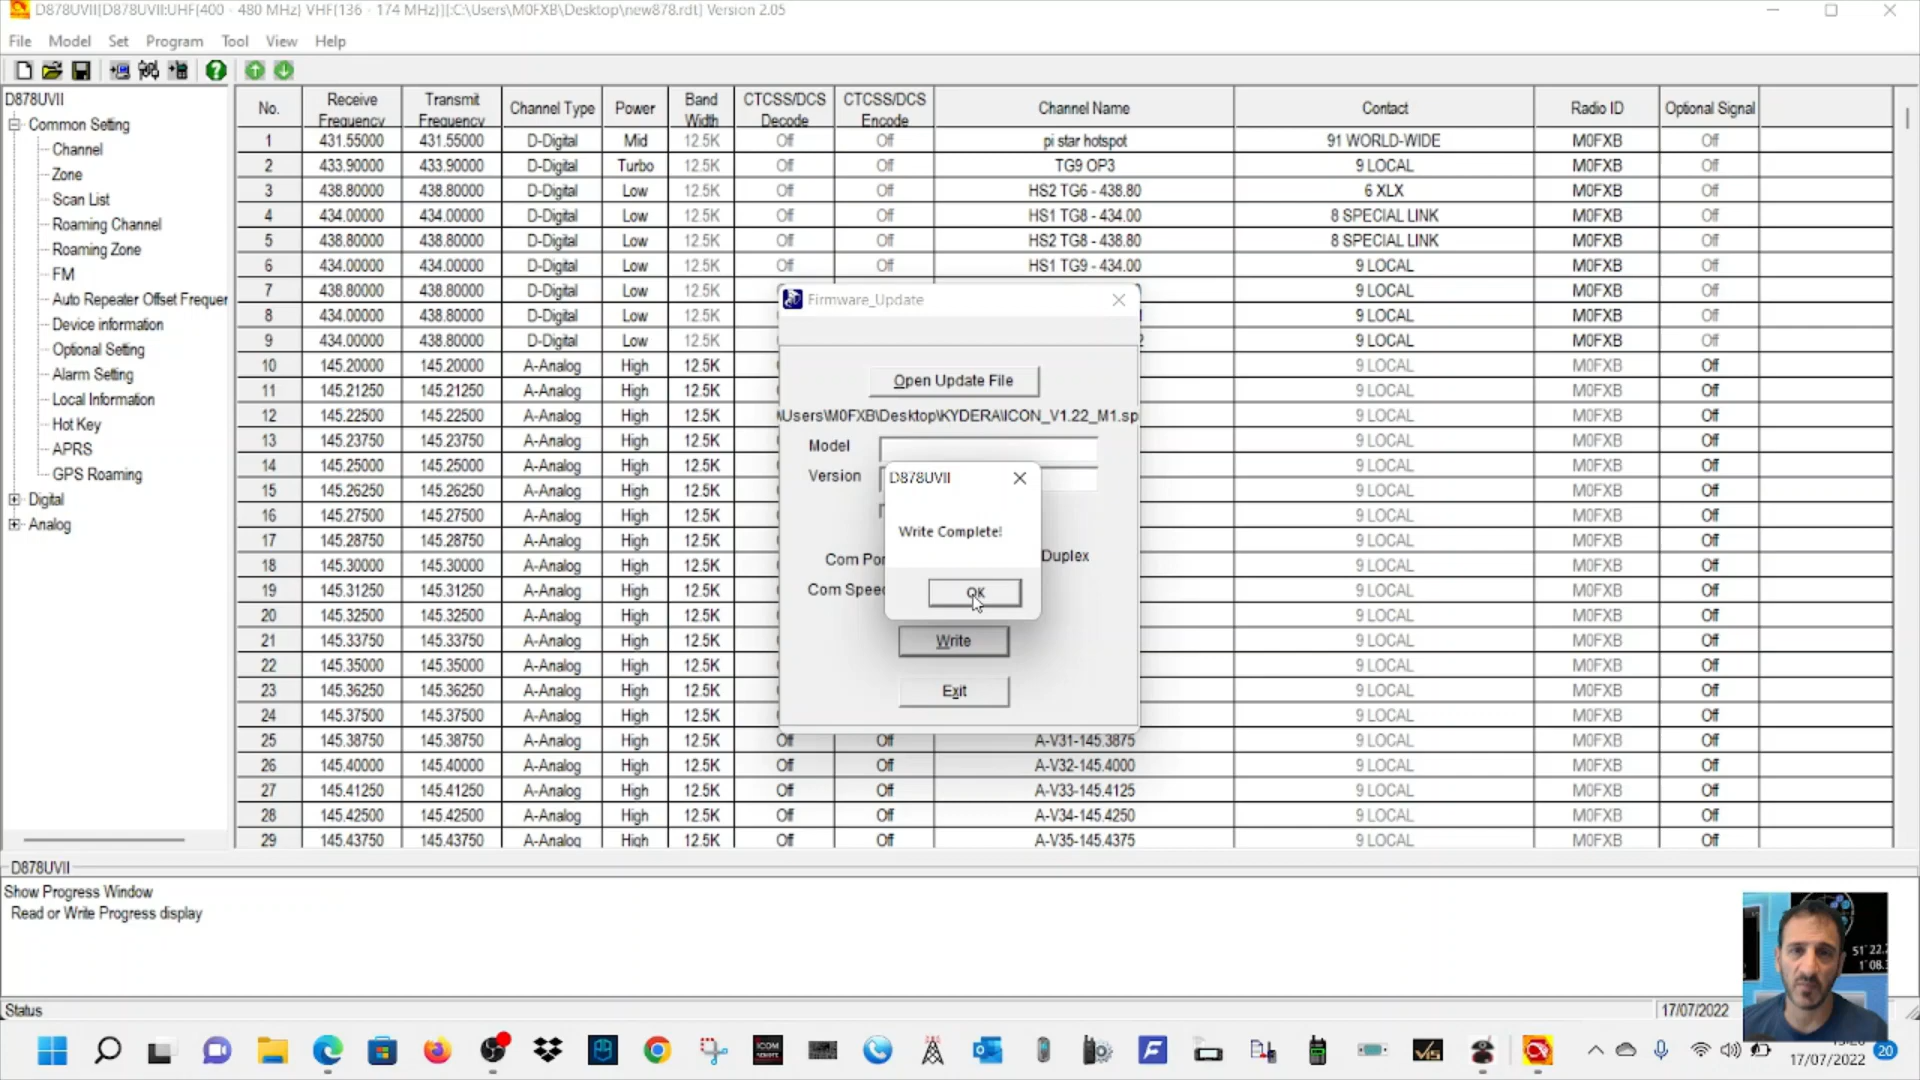 D878UVII[D878UVII:UHF(400 - 480 MHz) VHF(136 - 174 MHz)][:C:\Users\M0FXB\Desktop\new878.rdt] Version 2.05
File Model Set Program Tool View Help
D878UVII
Common Setting
Channel
Zone
Scan List
Roaming Channel
Roaming Zone
FM
Auto Repeater Offset Frequer
Device information
Optional Setting
Alarm Setting
Local Information
Hot Key
APRS
GPS Roaming
Digital
Analog
No. Receive Frequency Transmit Frequency Channel Type Power Band Width CTCSS/DCS Decode CTCSS/DCS Encode Channel Name Contact Radio ID Optional Signal
1 431.55000 431.55000 D-Digital Mid 12.5K Off Off pi star hotspot 91 WORLD-WIDE M0FXB Off
2 433.90000 433.90000 D-Digital Turbo 12.5K Off Off TG9 OP3 9 LOCAL M0FXB Off
3 438.80000 438.80000 D-Digital Low 12.5K Off Off HS2 TG6 - 438.80 6 XLX M0FXB Off
4 434.00000 434.00000 D-Digital Low 12.5K Off Off HS1 TG8 - 434.00 8 SPECIAL LINK M0FXB Off
5 438.80000 438.80000 D-Digital Low 12.5K Off Off HS2 TG8 - 438.80 8 SPECIAL LINK M0FXB Off
6 434.00000 434.00000 D-Digital Low 12.5K Off Off HS1 TG9 - 434.00 9 LOCAL M0FXB Off
7 438.80000 438.80000 D-Digital Low 12.5K 9 LOCAL M0FXB Off
8 434.00000 438.80000 D-Digital Low 12.5K 9 LOCAL M0FXB Off
9 434.00000 438.80000 D-Digital Low 12.5K 9 LOCAL M0FXB Off
10 145.20000 145.20000 A-Analog High 12.5K 9 LOCAL M0FXB Off
11 145.21250 145.21250 A-Analog High 12.5K 9 LOCAL M0FXB Off
12 145.22500 145.22500 A-Analog High 12.5K 9 LOCAL M0FXB Off
13 145.23750 145.23750 A-Analog High 12.5K 9 LOCAL M0FXB Off
14 145.25000 145.25000 A-Analog High 12.5K 9 LOCAL M0FXB Off
15 145.26250 145.26250 A-Analog High 12.5K 9 LOCAL M0FXB Off
16 145.27500 145.27500 A-Analog High 12.5K 9 LOCAL M0FXB Off
17 145.28750 145.28750 A-Analog High 12.5K 9 LOCAL M0FXB Off
18 145.30000 145.30000 A-Analog High 12.5K 9 LOCAL M0FXB Off
19 145.31250 145.31250 A-Analog High 12.5K 9 LOCAL M0FXB Off
20 145.32500 145.32500 A-Analog High 12.5K 9 LOCAL M0FXB Off
21 145.33750 145.33750 A-Analog High 12.5K 9 LOCAL M0FXB Off
22 145.35000 145.35000 A-Analog High 12.5K 9 LOCAL M0FXB Off
23 145.36250 145.36250 A-Analog High 12.5K 9 LOCAL M0FXB Off
24 145.37500 145.37500 A-Analog High 12.5K 9 LOCAL M0FXB Off
25 145.38750 145.38750 A-Analog High 12.5K Off Off A-V31-145.3875 9 LOCAL M0FXB Off
26 145.40000 145.40000 A-Analog High 12.5K Off Off A-V32-145.4000 9 LOCAL M0FXB Off
27 145.41250 145.41250 A-Analog High 12.5K Off Off A-V33-145.4125 9 LOCAL M0FXB Off
28 145.42500 145.42500 A-Analog High 12.5K Off Off A-V34-145.4250 9 LOCAL M0FXB Off
29 145.43750 145.43750 A-Analog High 12.5K Off Off A-V35-145.4375 9 LOCAL M0FXB Off
Firmware_Update
Open Update File
\Users\M0FXB\Desktop\KYDERA\ICON_V1.22_M1.sp
Model
Version
Com Por
Duplex
Com Speed
Write
Exit
D878UVII
Write Complete!
OK
D878UVII
Show Progress Window
Read or Write Progress display
Status
17/07/2022
51°22.
1°08.
ICOM
17/07/2022
20